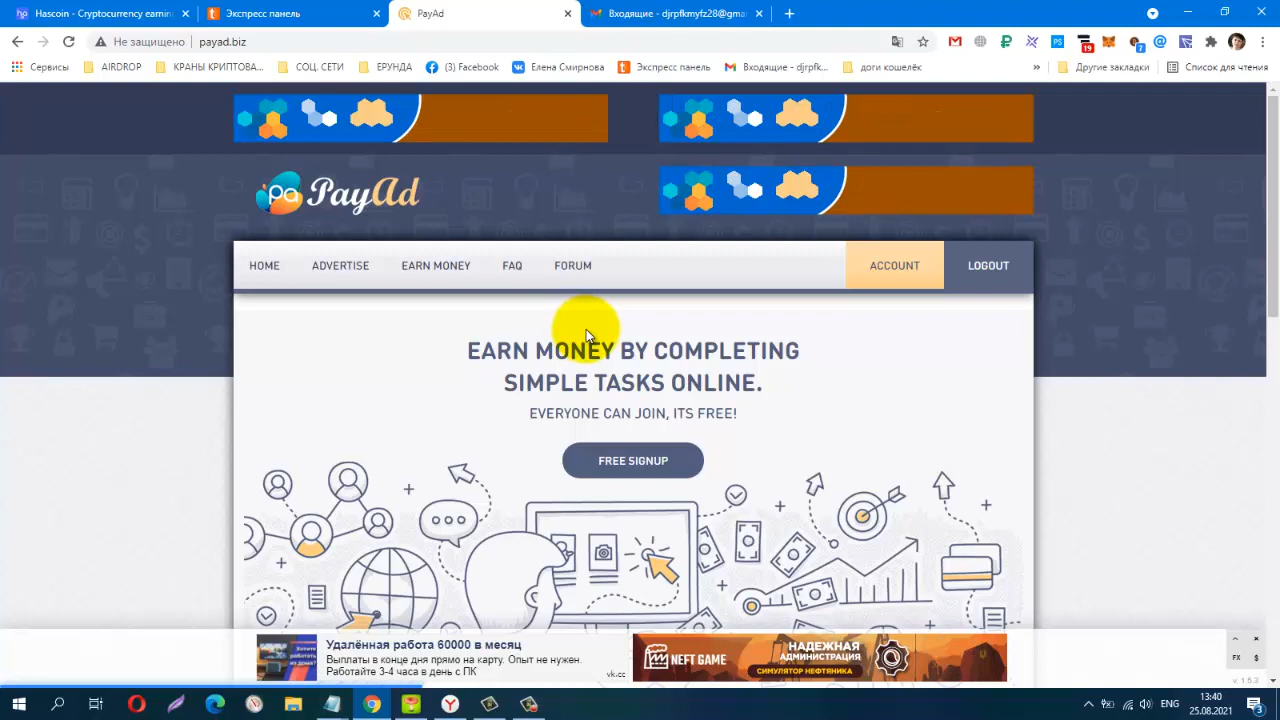 Hascoin - Cryptocurrency earnin
Экспресс панель
PayAd
Входящие - djrpfkmyfz28@gma
Не защищено | payad.biz
Сервисы
AIRDROP
КРАНЫ КРИПТОВА...
СОЦ. СЕТИ
ЕРУНДА
(3) Facebook
Елена Смирнова
Экспресс панель
Входящие - djrpfk...
доги кошелёк
»
Другие закладки
Список для чтения
pa PayAd
HOME
ADVERTISE
EARN MONEY
FAQ
FORUM
ACCOUNT
LOGOUT
EARN MONEY BY COMPLETING
SIMPLE TASKS ONLINE.
EVERYONE CAN JOIN, ITS FREE!
FREE SIGNUP
Удалённая работа 60000 в месяц
Выплаты в конце дня прямо на карту. Опыт не нужен.
Работайте 3-4 часа в день с ПК
vk.cc
NEFT GAME
НАДЕЖНАЯ
АДМИНИСТРАЦИЯ
СИМУЛЯТОР НЕФТЯНИКА
v. 1.5.3
ENG
13:40
25.08.2021